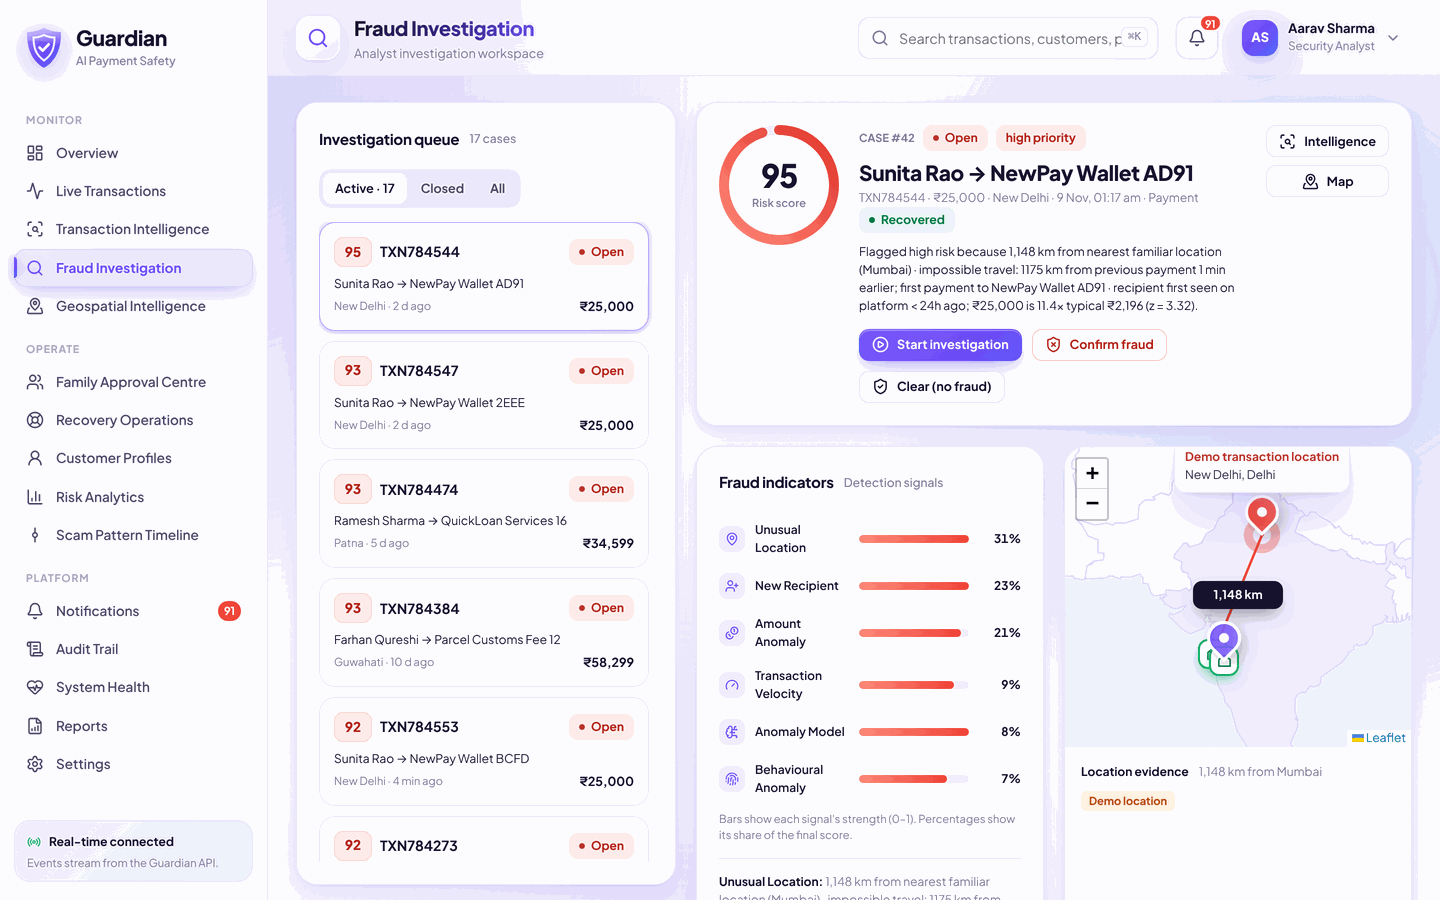 Guardian
AI Payment Safety
MONITOR
Overview
Live Transactions
Transaction Intelligence
Fraud Investigation
Geospatial Intelligence
OPERATE
Family Approval Centre
Recovery Operations
Customer Profiles
Risk Analytics
Scam Pattern Timeline
PLATFORM
Notifications 91
Audit Trail
System Health
Reports
Settings
Real-time connected
Events stream from the Guardian API.
Fraud Investigation
Analyst investigation workspace
Search transactions, customers, p
⌘K
91
AS
Aarav Sharma
Security Analyst
Investigation queue 17 cases
Active · 17 Closed All
95 TXN784544 Open
Sunita Rao → NewPay Wallet AD91
New Delhi · 2 d ago ₹25,000
93 TXN784547 Open
Sunita Rao → NewPay Wallet 2EEE
New Delhi · 2 d ago ₹25,000
93 TXN784474 Open
Ramesh Sharma → QuickLoan Services 16
Patna · 5 d ago ₹34,599
93 TXN784384 Open
Farhan Qureshi → Parcel Customs Fee 12
Guwahati · 10 d ago ₹58,299
92 TXN784553 Open
Sunita Rao → NewPay Wallet BCFD
New Delhi · 4 min ago ₹25,000
92 TXN784273 Open
95
Risk score
CASE #42 Open high priority
Sunita Rao → NewPay Wallet AD91
TXN784544 · ₹25,000 · New Delhi · 9 Nov, 01:17 am · Payment
Recovered
Flagged high risk because 1,148 km from nearest familiar location
(Mumbai) · impossible travel: 1175 km from previous payment 1 min
earlier; first payment to NewPay Wallet AD91 · recipient first seen on
platform < 24h ago; ₹25,000 is 11.4× typical ₹2,196 (z = 3.32).
Start investigation Confirm fraud
Clear (no fraud)
Intelligence
Map
Fraud indicators Detection signals
Unusual
Location 31%
New Recipient 23%
Amount
Anomaly 21%
Transaction
Velocity 9%
Anomaly Model 8%
Behavioural
Anomaly 7%
Bars show each signal's strength (0–1). Percentages show
its share of the final score.
Unusual Location: 1,148 km from nearest familiar
location (Mumbai) · impossible travel: 1175 km from
+
−
Demo transaction location
New Delhi, Delhi
1,148 km
Leaflet
Location evidence 1,148 km from Mumbai
Demo location